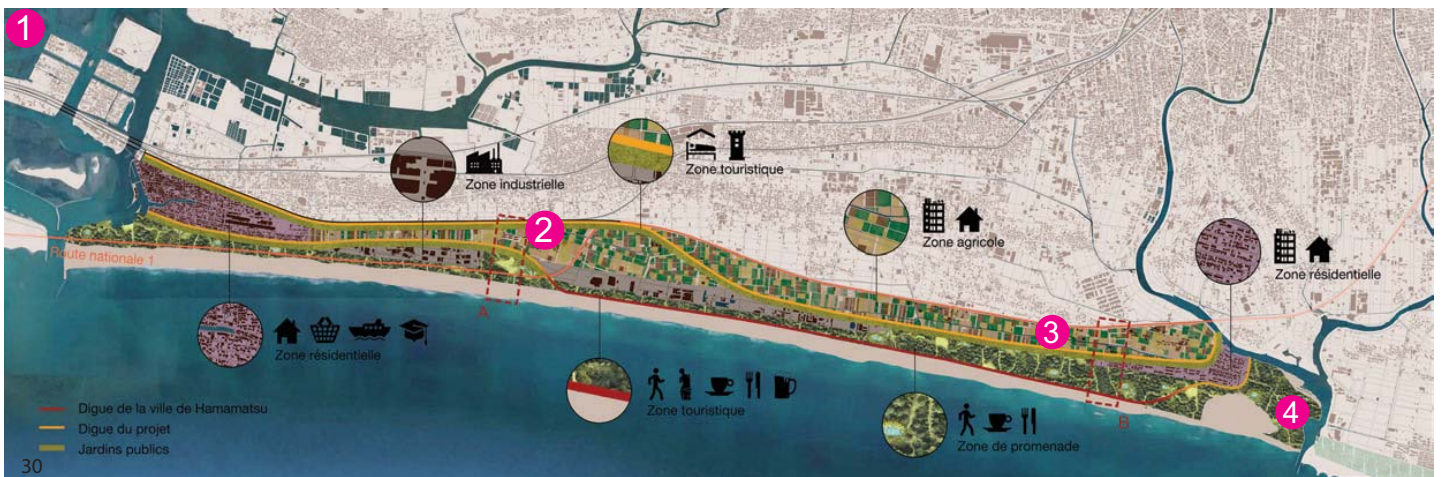 1
Zone industrielle
Zone touristique
2
Zone agricole
Zone résidentielle
Route nationale 1
A
3
Zone résidentielle
Zone touristique
B
4
Zone de promenade
Digue de la ville de Hamamatsu
Digue du projet
Jardins publics
30